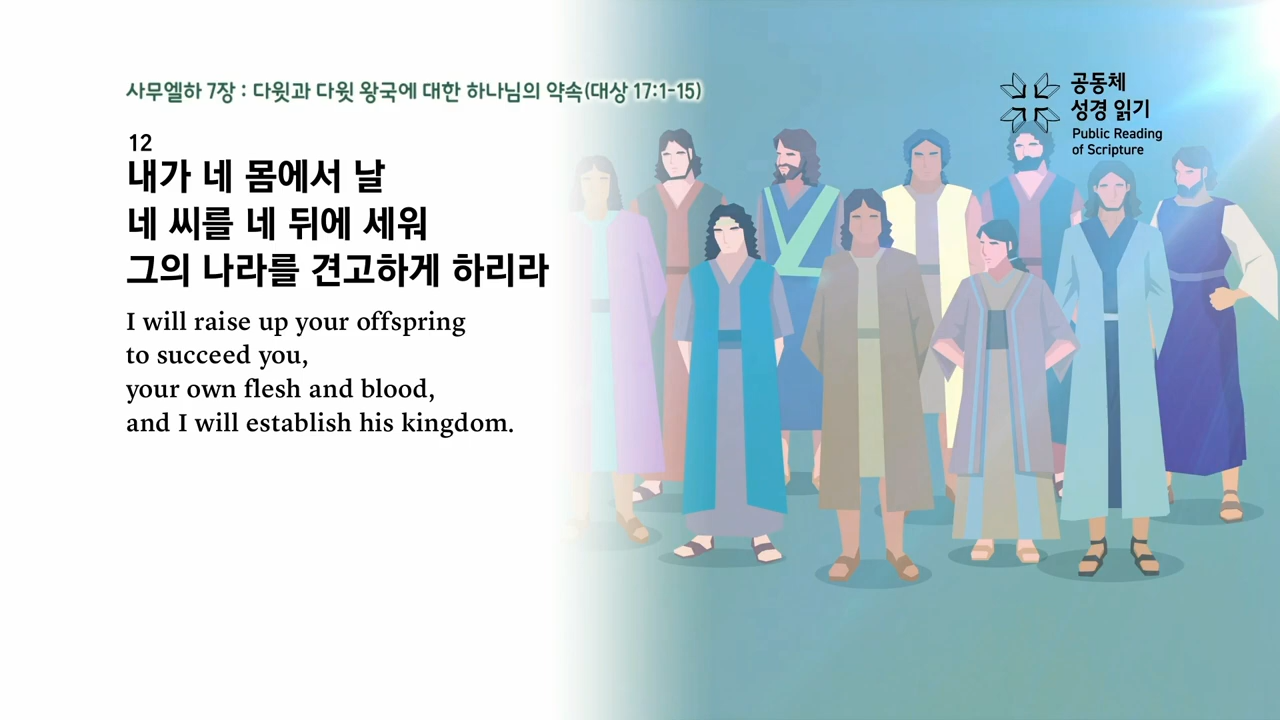 사무엘하 7장 : 다윗과 다윗 왕국에 대한 하나님의 약속(대상 17:1-15)
공동체
성경 읽기
Public Reading
of Scripture
12
내가 네 몸에서 날
네 씨를 네 뒤에 세워
그의 나라를 견고하게 하리라
I will raise up your offspring
to succeed you,
your own flesh and blood,
and I will establish his kingdom.